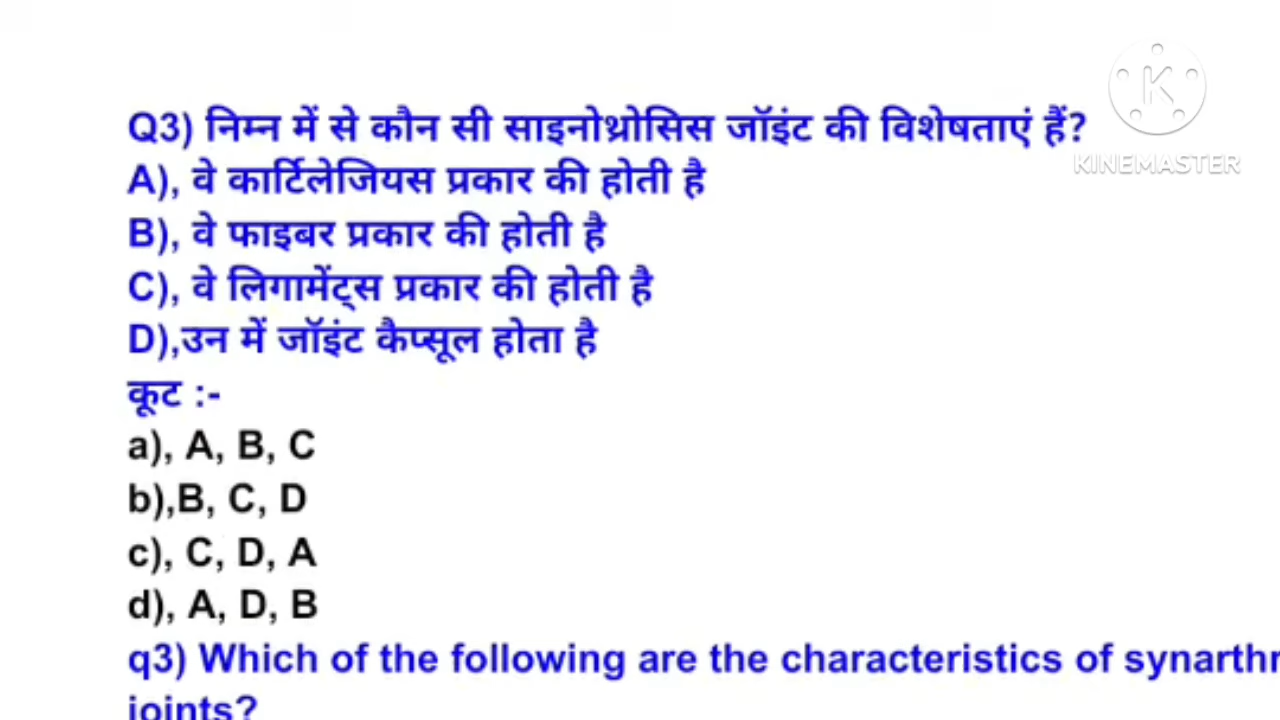 Q3) निम्न में से कौन सी साइनोथ्रोसिस जॉइंट की विशेषताएं हैं?
A), वे कार्टिलेजियस प्रकार की होती है
B), वे फाइबर प्रकार की होती है
C), वे लिगामेंट्स प्रकार की होती है
D),उन में जॉइंट कैप्सूल होता है
कूट :-
a), A, B, C
b),B, C, D
c), C, D, A
d), A, D, B
q3) Which of the following are the characteristics of synarthr
joints?
KINEMASTER